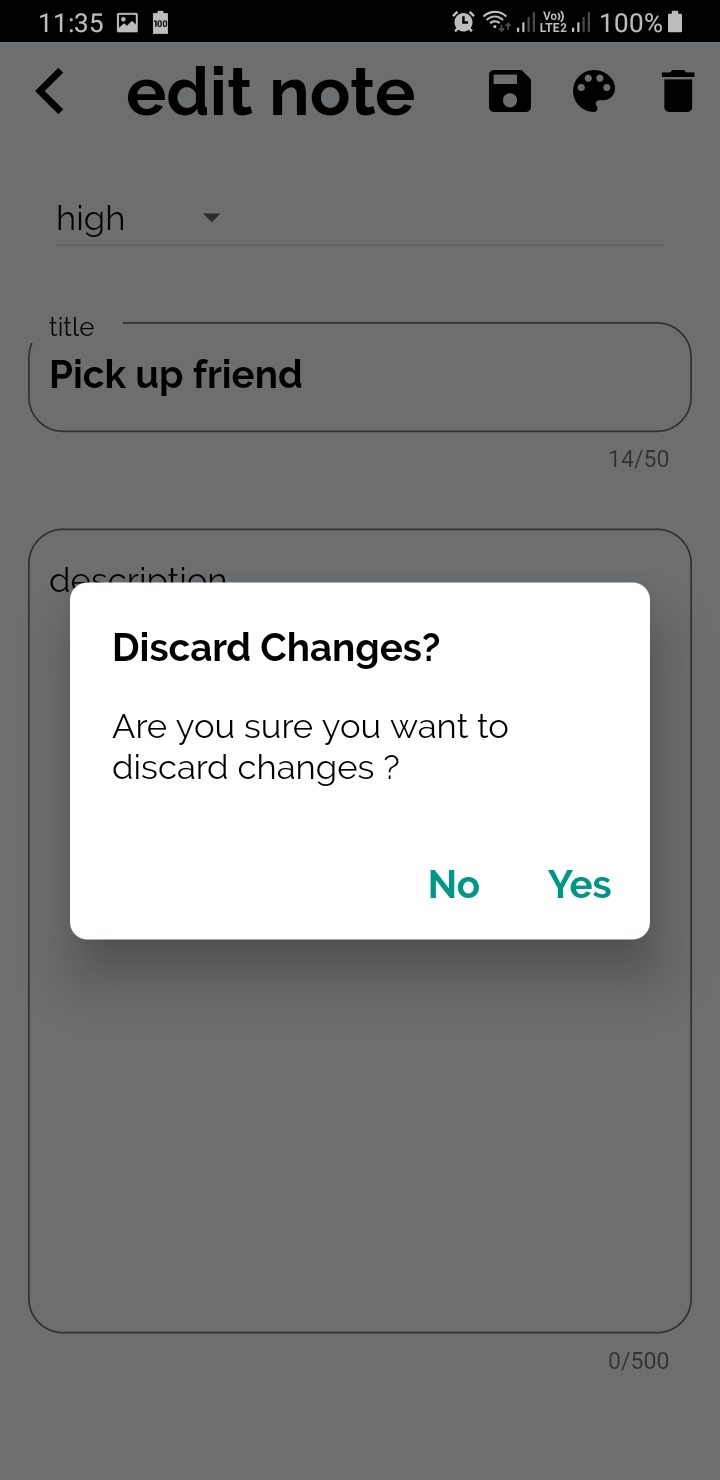 11:35 100 Vo)) LTE2 100%
edit note
high
title
Pick up friend
14/50
description
Discard Changes?
Are you sure you want to
discard changes ?
No Yes
0/500